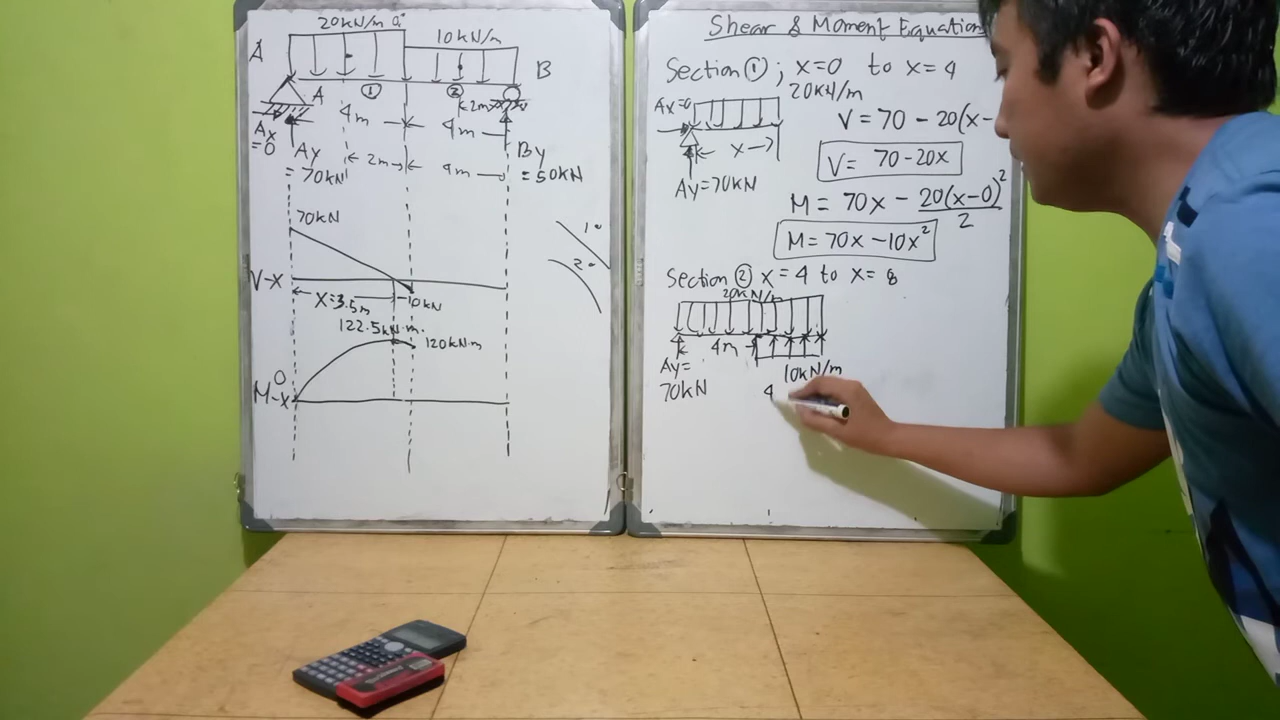 20kN/m
10kN/m
A
B
A
①
②
2m
4m
4m
Ax
=0
Ay
= 70kN
2m
4m
By
= 50kN
70kN
V-x
x=3.5m
-10kN
1°
2°
122.5kN·m.
120kN·m
0
M-x
Shear & Moment Equation
Section ① ; x=0 to x=4
Ax=0
20kN/m
x
Ay=70kN
V = 70 - 20(x-
V= 70-20x
M = 70x - 20(x-0)²
2
M = 70x -10x²
Section ② x = 4 to x= 8
20kN/m
4m
Ay=
70kN
10kN/m
4